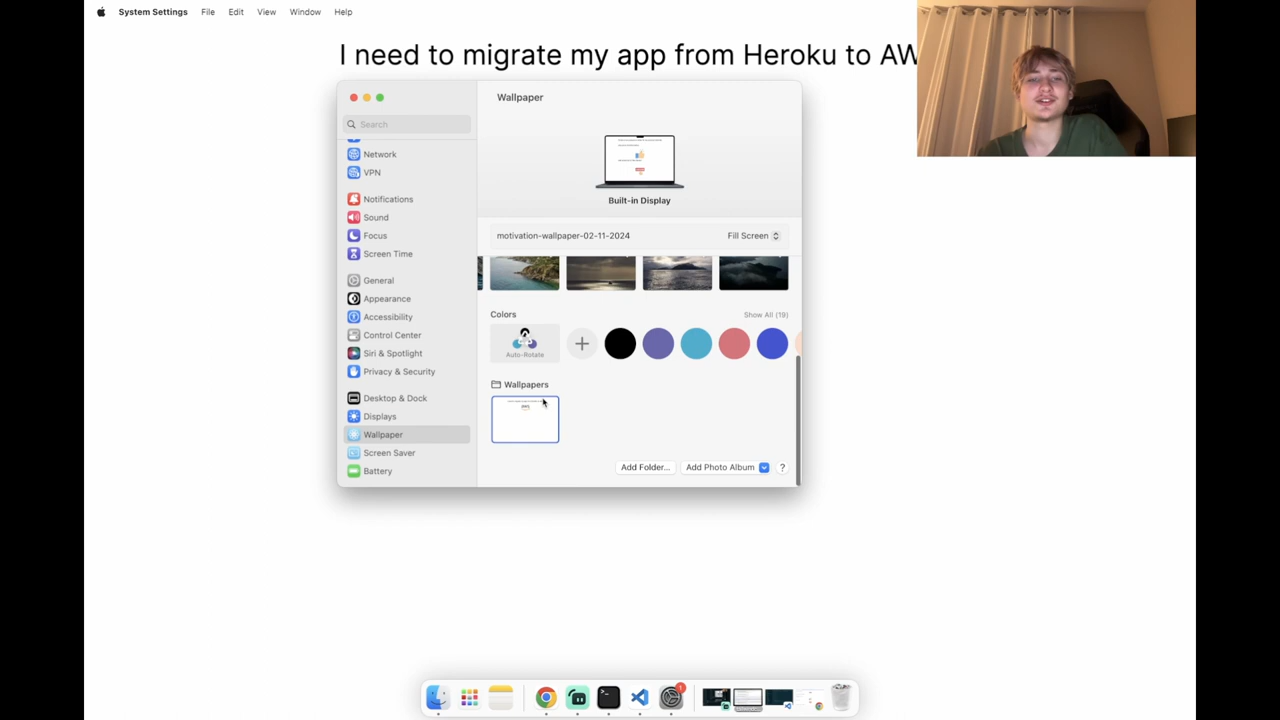 System Settings File Edit View Window Help
I need to migrate my app from Heroku to AW
Wallpaper
Search
Network
VPN
Notifications
Sound
Focus
Screen Time
General
Appearance
Accessibility
Control Center
Siri & Spotlight
Privacy & Security
Desktop & Dock
Displays
Wallpaper
Screen Saver
Battery
Built-in Display
motivation-wallpaper-02-11-2024 Fill Screen
Colors Show All (19)
Auto-Rotate
Wallpapers
Add Folder... Add Photo Album ?
1